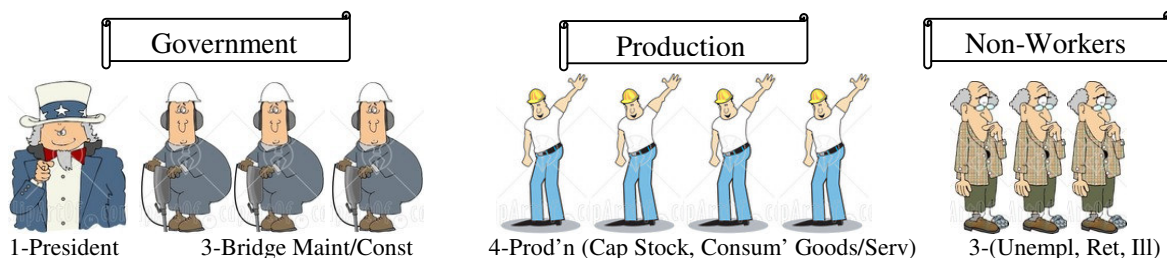 Government
Production
Non-Workers
1-President
3-Bridge Maint/Const
4-Prod’n (Cap Stock, Consum’ Goods/Serv)
3-(Unempl, Ret, Ill)